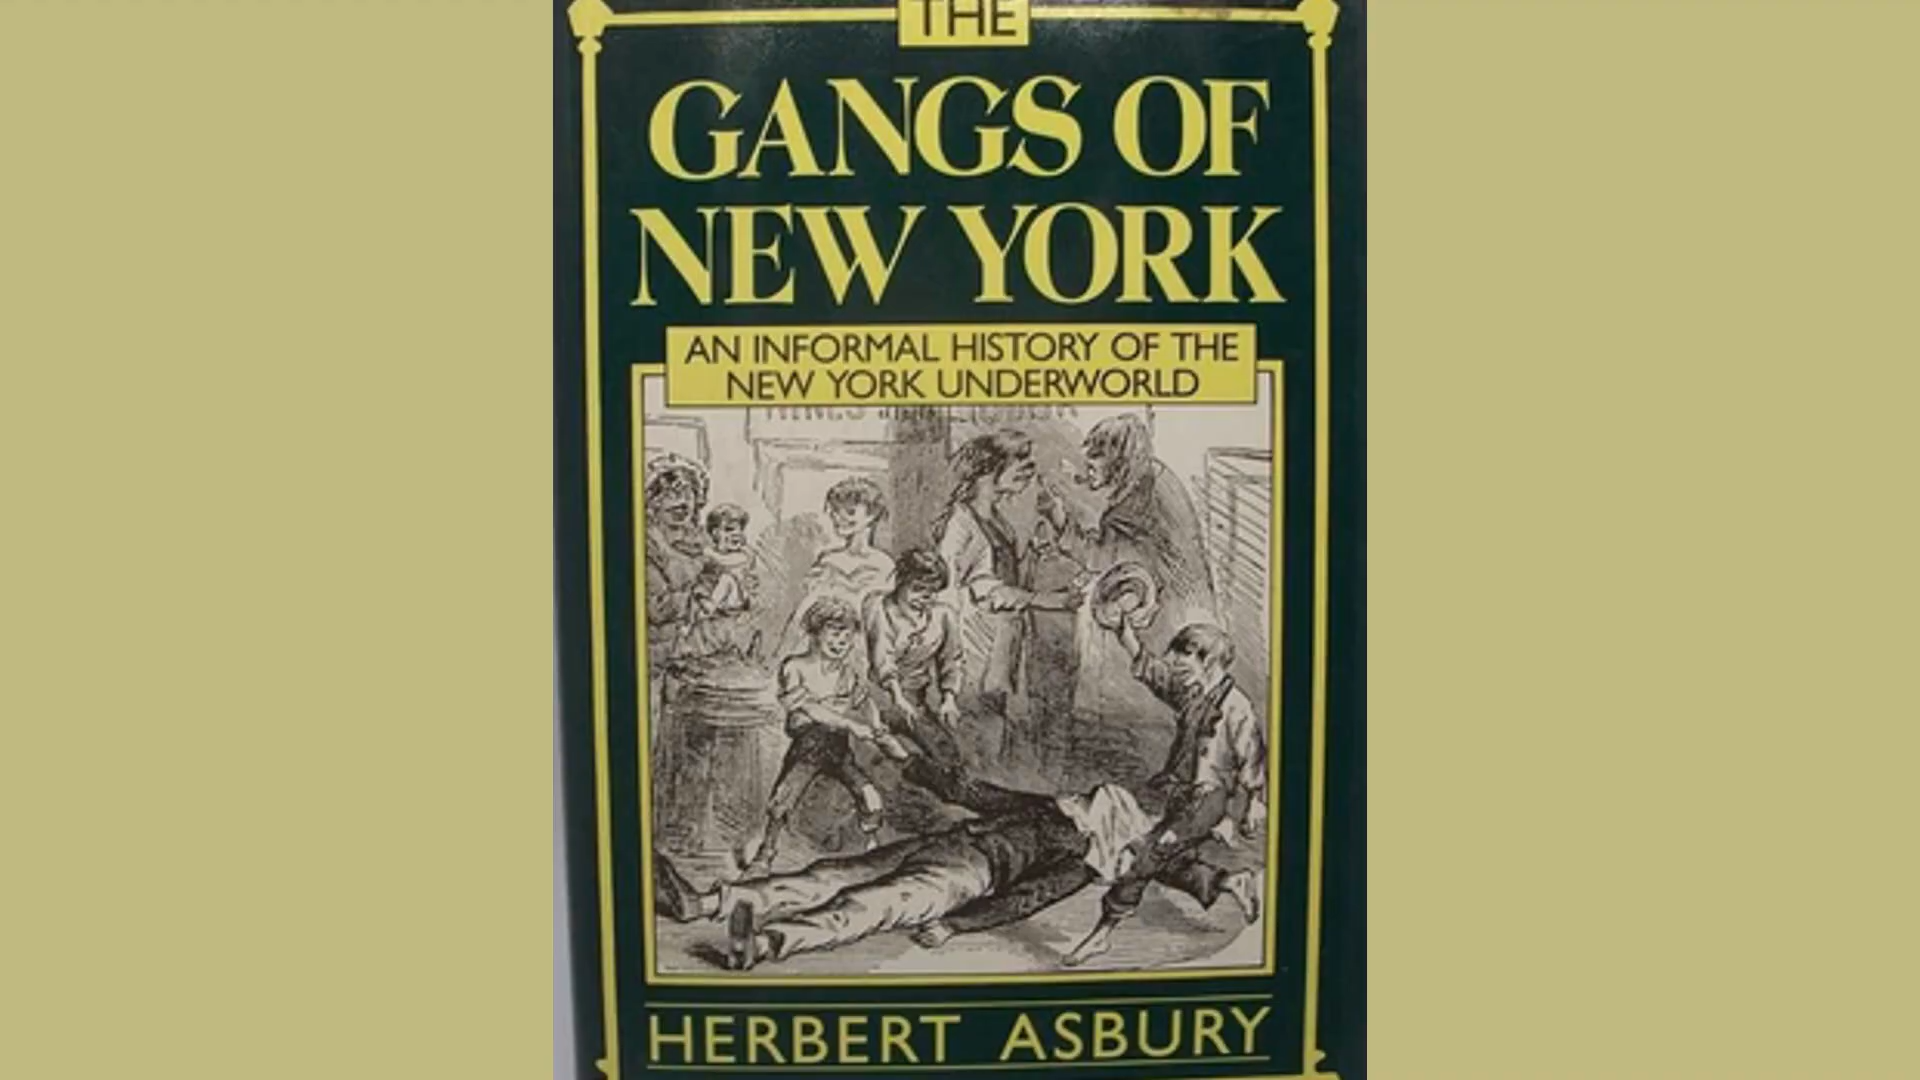 THE
GANGS OF
NEW YORK
AN INFORMAL HISTORY OF THE
NEW YORK UNDERWORLD
HERBERT ASBURY